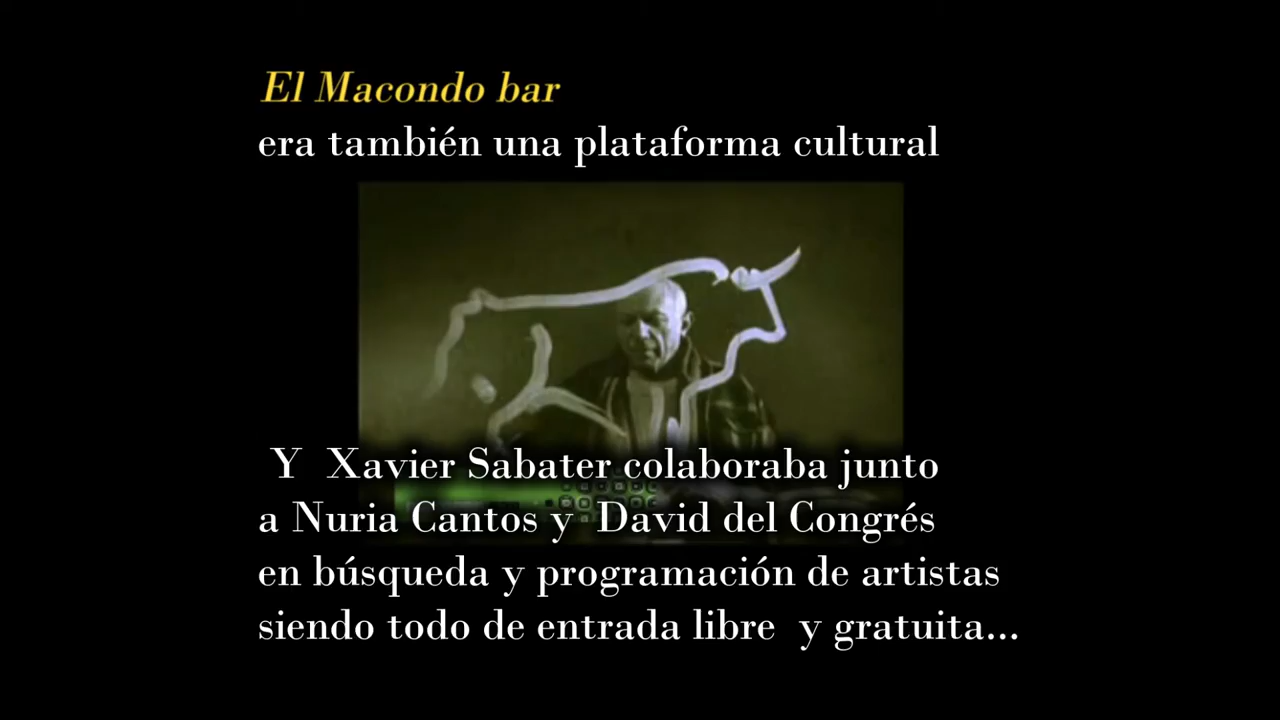 El Macondo bar
era también una plataforma cultural
Y Xavier Sabater colaboraba junto
a Nuria Cantos y David del Congrés
en búsqueda y programación de artistas
siendo todo de entrada libre y gratuita...